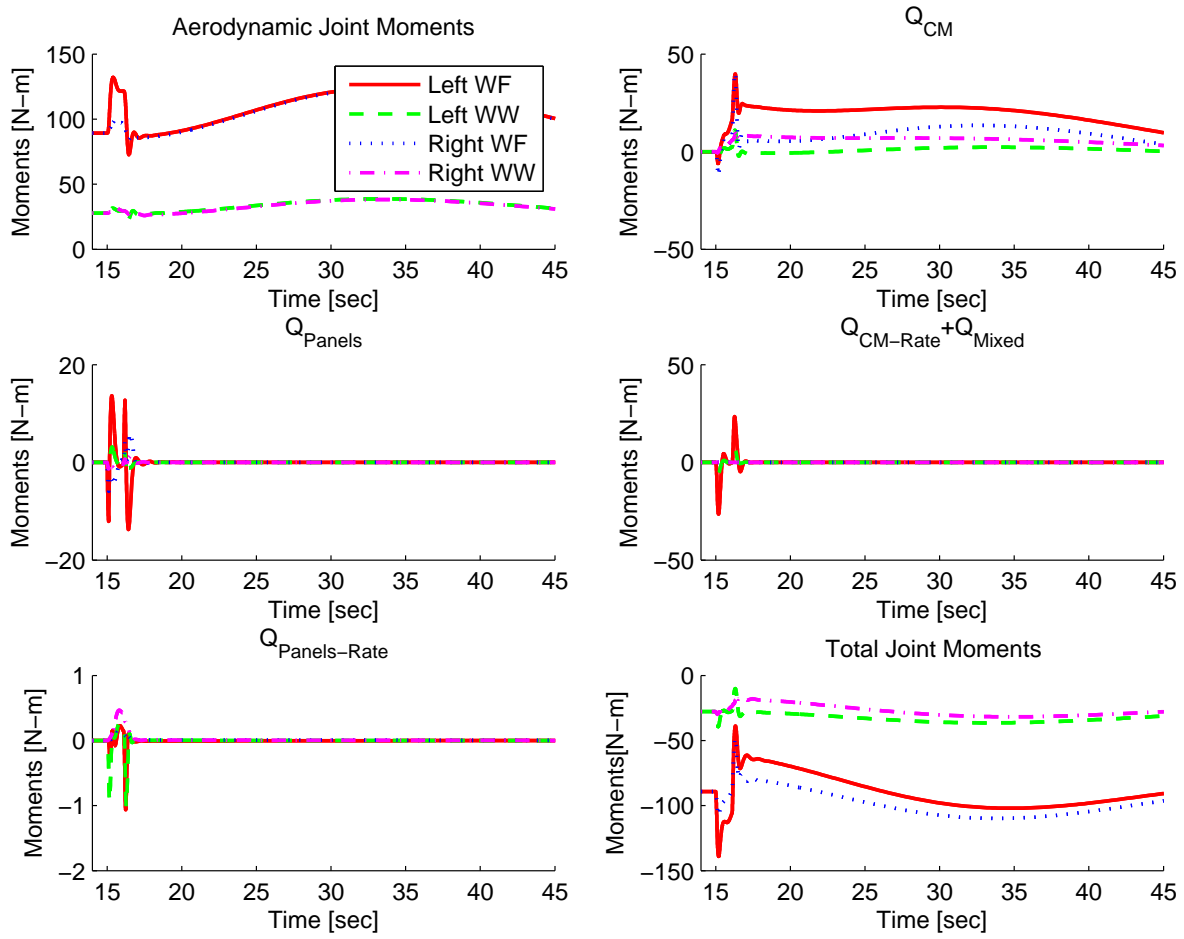 Aerodynamic Joint Moments
150
100
50
0
Moments [N−m]
15 20 25 30 35 40 45
Time [sec]
Left WF
Left WW
Right WF
Right WW
Q_CM
50
0
−50
Moments [N−m]
15 20 25 30 35 40 45
Time [sec]
Q_Panels
20
0
−20
Moments [N−m]
15 20 25 30 35 40 45
Time [sec]
Q_CM−Rate+Q_Mixed
50
0
−50
Moments [N−m]
15 20 25 30 35 40 45
Time [sec]
Q_Panels−Rate
1
0
−1
−2
Moments [N−m]
15 20 25 30 35 40 45
Time [sec]
Total Joint Moments
0
−50
−100
−150
Moments[N−m]
15 20 25 30 35 40 45
Time [sec]